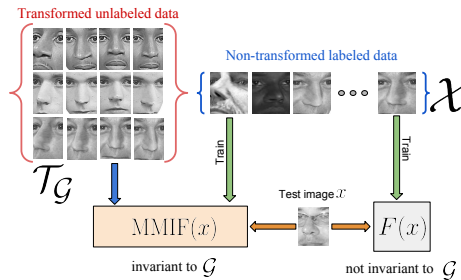 Transformed unlabeled data
Non-transformed labeled data
𝒳
𝒯𝒢
Train
Train
Test image x
MMIF(x)
F(x)
invariant to 𝒢
not invariant to 𝒢